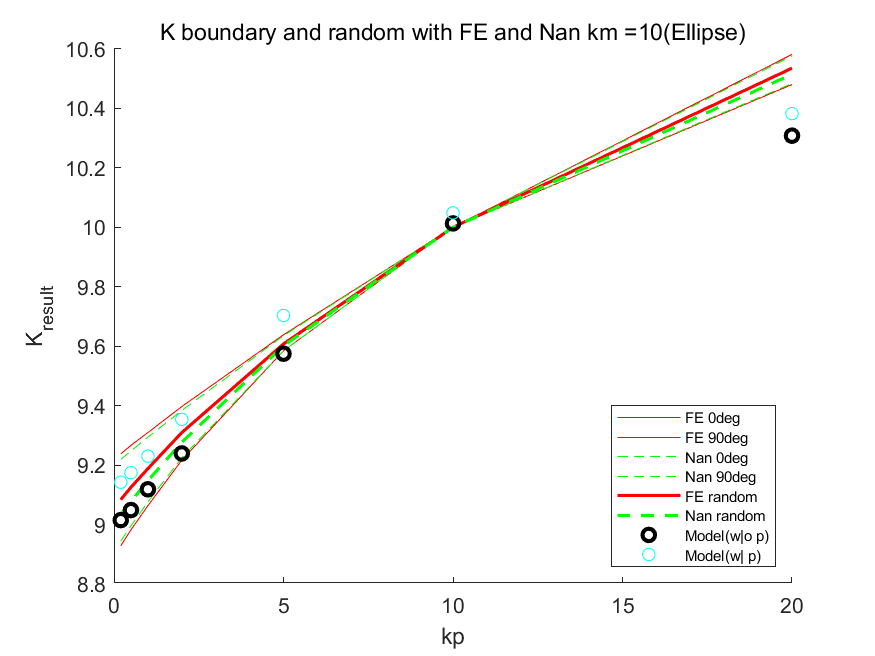 K boundary and random with FE and Nan km =10(Ellipse)
10.6
10.4
10.2
10
9.8
9.6
9.4
9.2
9
8.8
K_result
0
5
10
15
20
kp
FE 0deg
FE 90deg
Nan 0deg
Nan 90deg
FE random
Nan random
Model(w|o p)
Model(w| p)